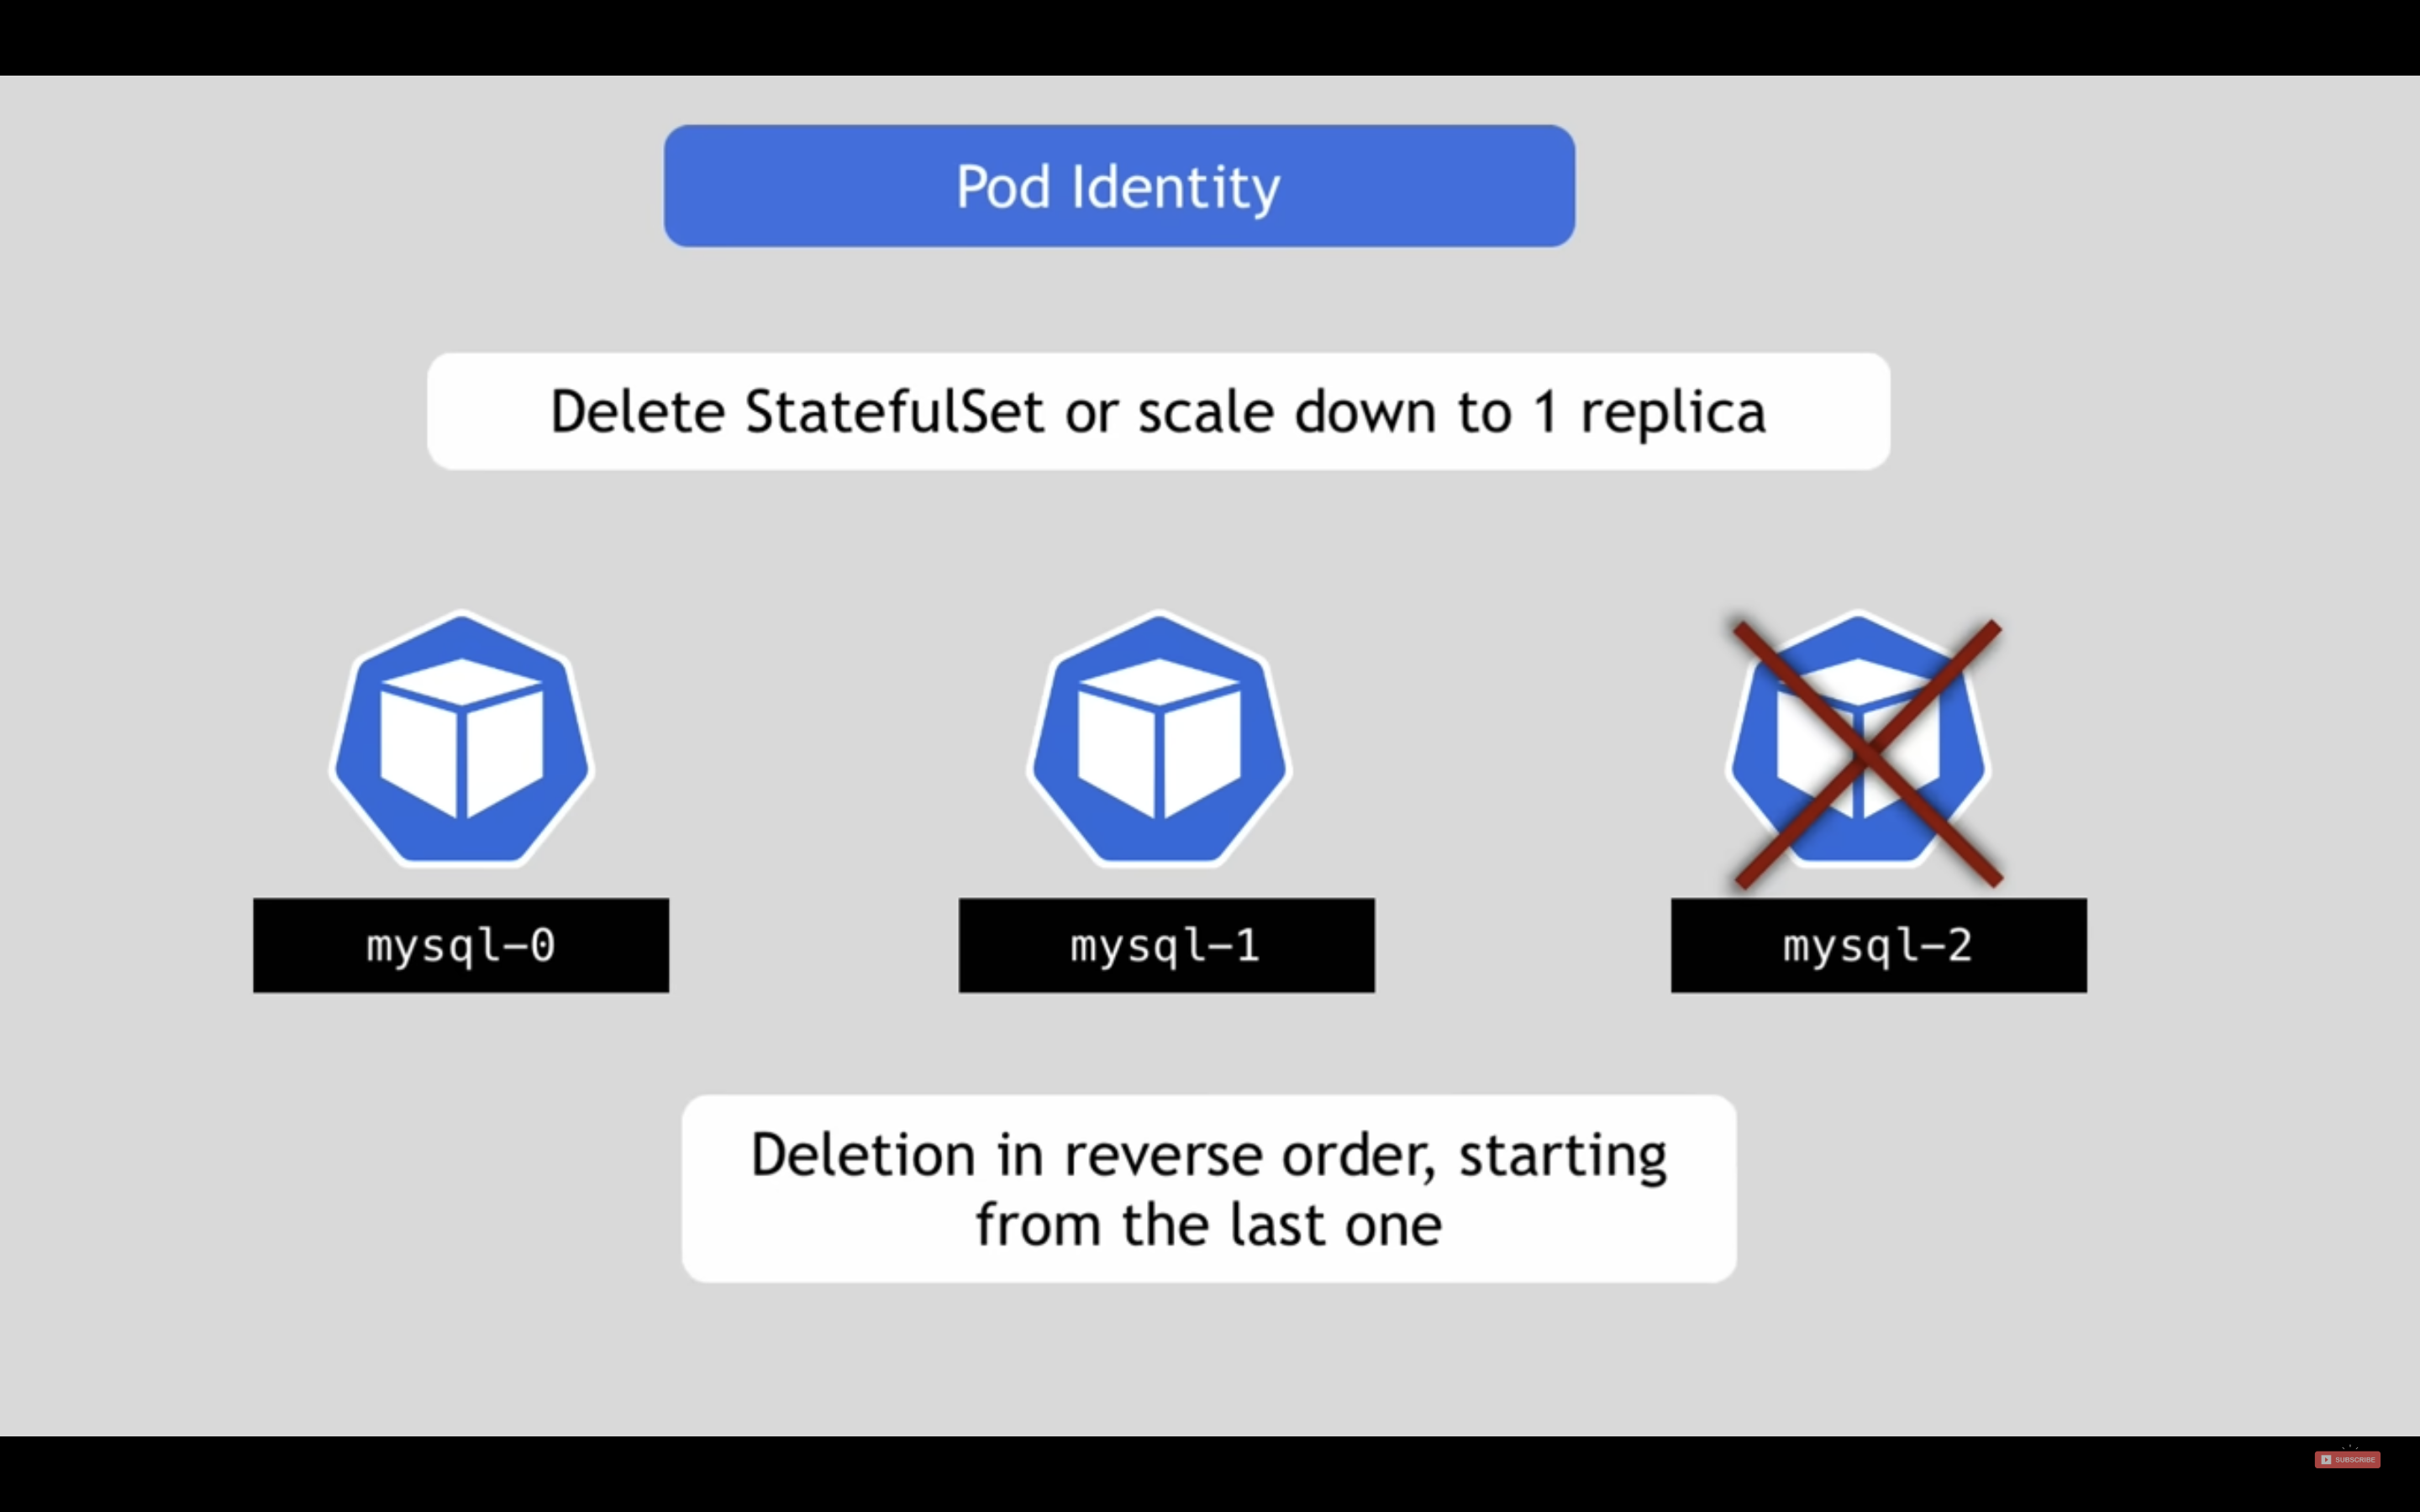 Pod Identity
Delete StatefulSet or scale down to 1 replica
mysql-0
mysql-1
mysql-2
Deletion in reverse order, starting
from the last one
SUBSCRIBE